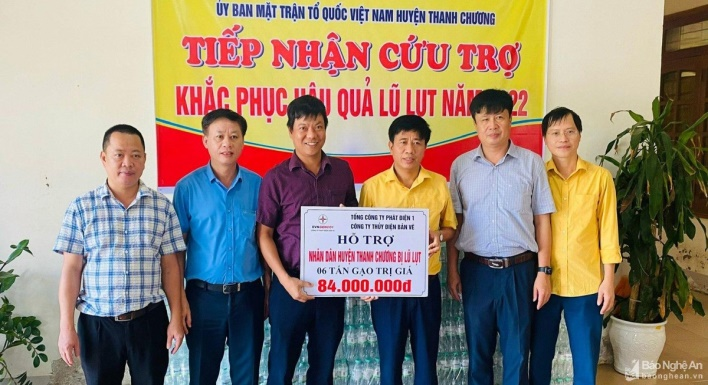 ỦY BAN MẶT TRẬN TỔ QUỐC VIỆT NAM HUYỆN THANH CHƯƠNG
TIẾP NHẬN CỨU TRỢ
KHẮC PHỤC HẬU QUẢ LŨ LỤT NĂM 22
TỔNG CÔNG TY PHÁT ĐIỆN 1
CÔNG TY THỦY ĐIỆN BẢN VẼ
HỖ TRỢ
NHÂN DÂN HUYỆN THANH CHƯƠNG BỊ LŨ LỤT
06 TẤN GẠO TRỊ GIÁ
84.000.000đ
Báo Nghệ An
baonghean.vn